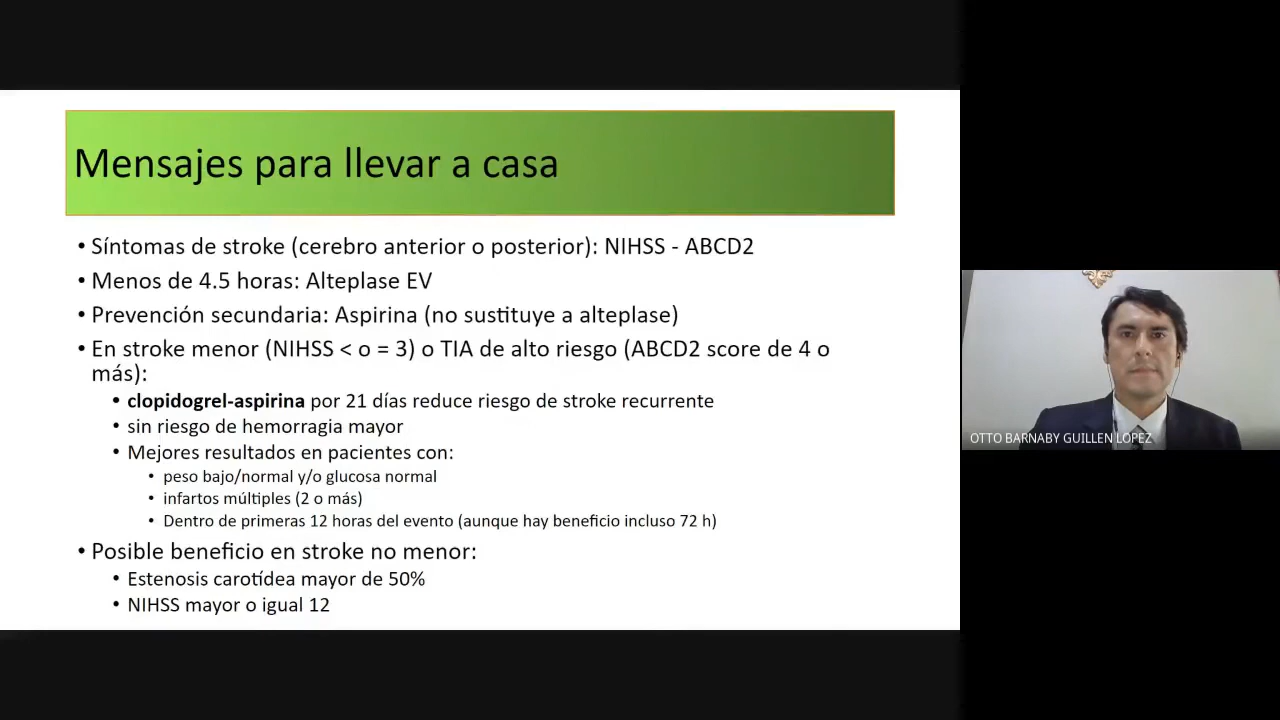 Mensajes para llevar a casa
• Síntomas de stroke (cerebro anterior o posterior): NIHSS - ABCD2
• Menos de 4.5 horas: Alteplase EV
• Prevención secundaria: Aspirina (no sustituye a alteplase)
• En stroke menor (NIHSS < o = 3) o TIA de alto riesgo (ABCD2 score de 4 o
más):
• clopidogrel-aspirina por 21 días reduce riesgo de stroke recurrente
• sin riesgo de hemorragia mayor
• Mejores resultados en pacientes con:
• peso bajo/normal y/o glucosa normal
• infartos múltiples (2 o más)
• Dentro de primeras 12 horas del evento (aunque hay beneficio incluso 72 h)
• Posible beneficio en stroke no menor:
• Estenosis carotídea mayor de 50%
• NIHSS mayor o igual 12
OTTO BARNABY GUILLEN LOPEZ